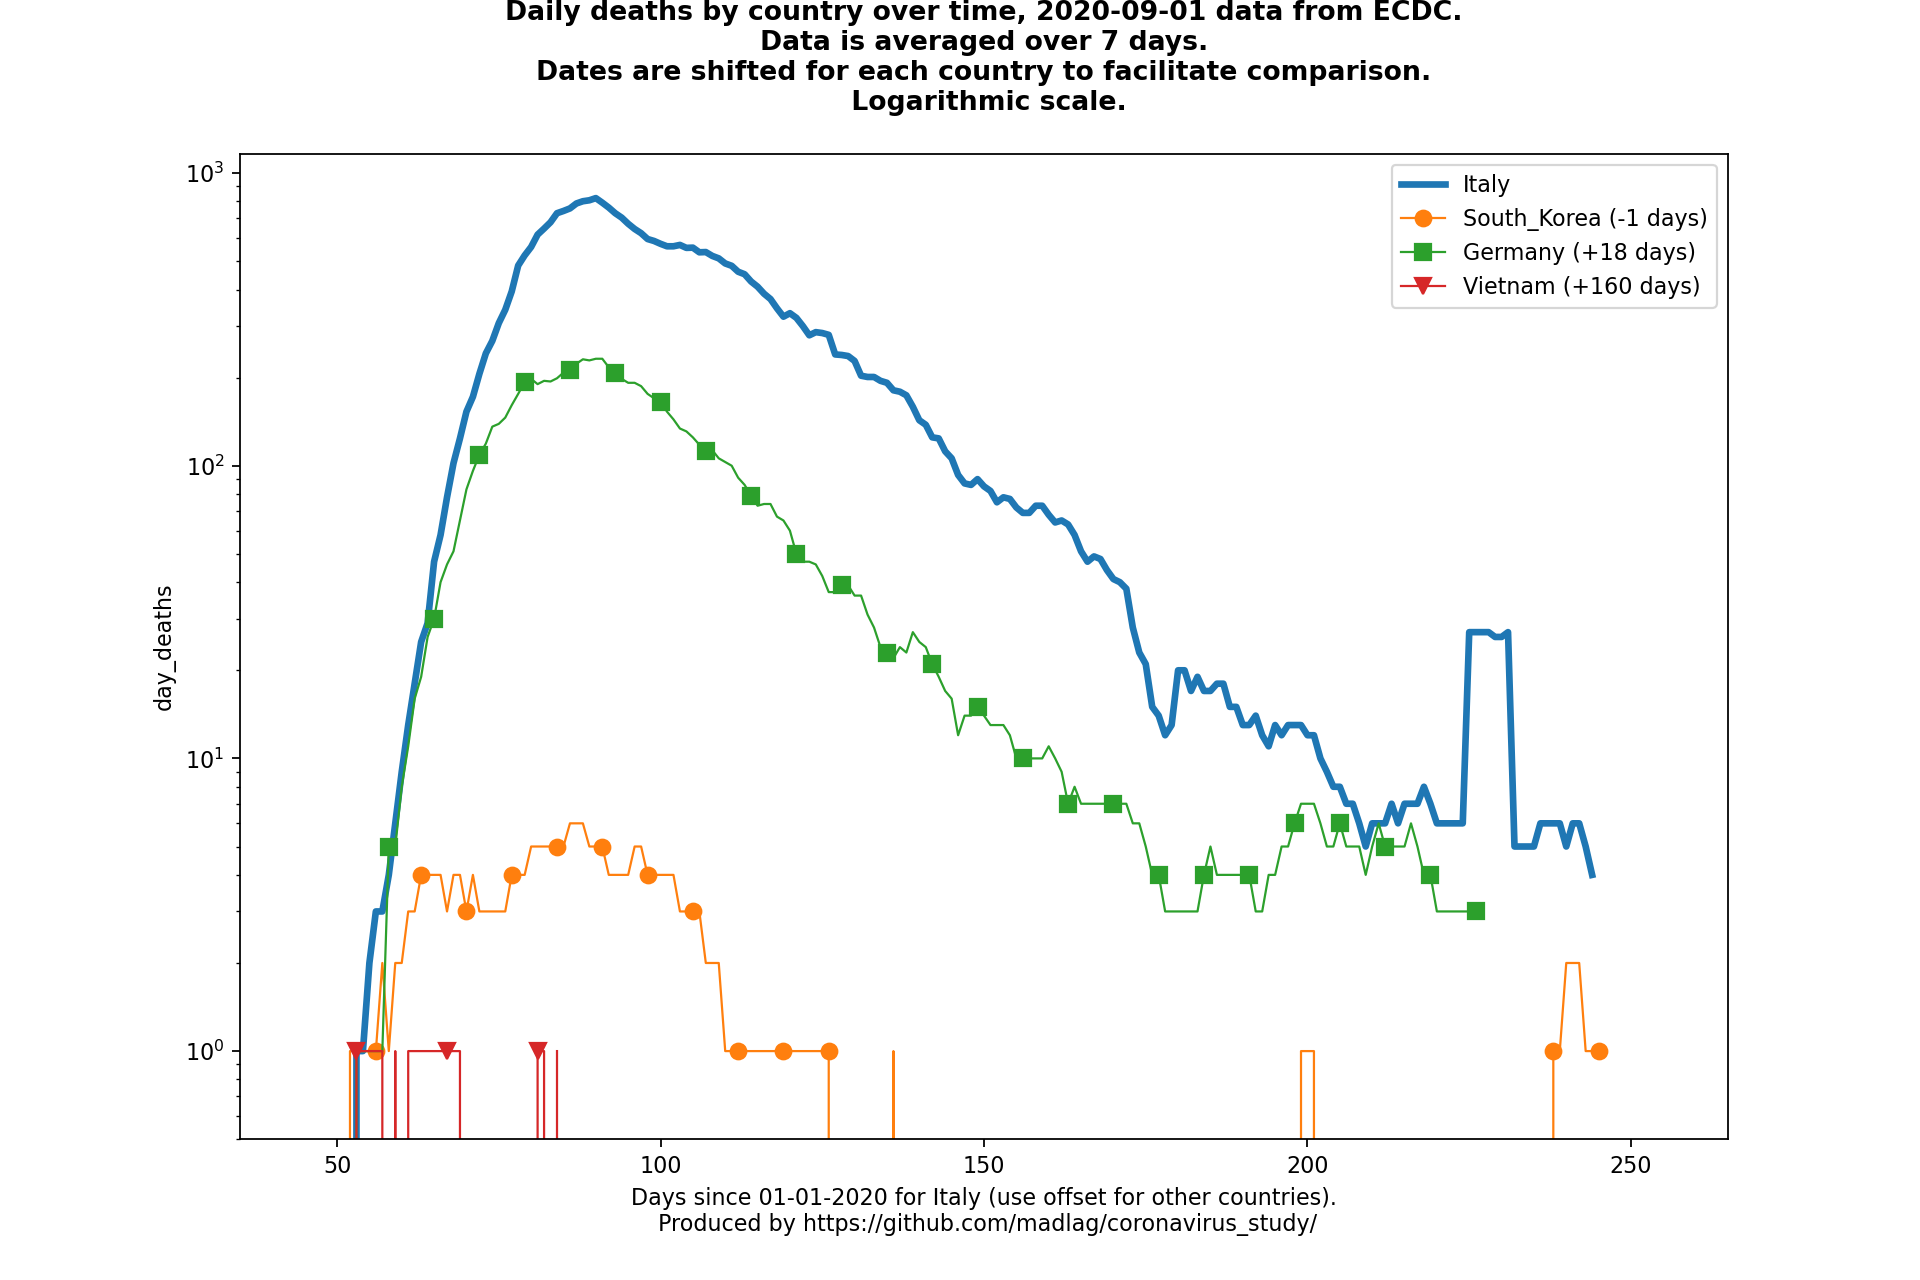 Daily deaths by country over time, 2020-09-01 data from ECDC.
Data is averaged over 7 days.
Dates are shifted for each country to facilitate comparison.
Logarithmic scale.
10³
Italy
South_Korea (-1 days)
Germany (+18 days)
Vietnam (+160 days)
10²
day_deaths
10¹
10⁰
50 100 150 200 250
Days since 01-01-2020 for Italy (use offset for other countries).
Produced by https://github.com/madlag/coronavirus_study/